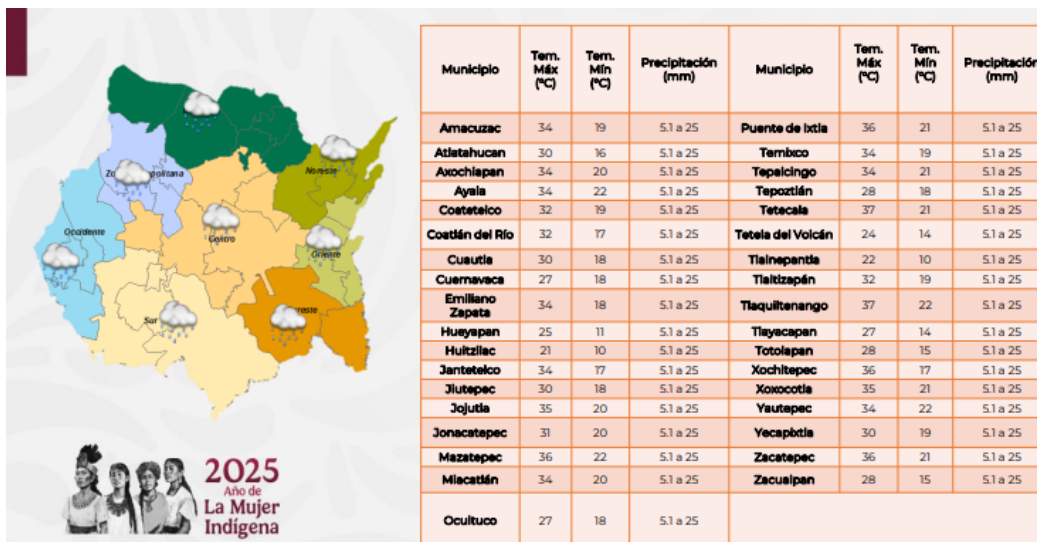 Noreste
Occidente
Centro
Oriente
Sur
2025
Año de
La Mujer
Indígena
Municipio Tem. Máx (°C) Tem. Mín (°C) Precipitación (mm) Municipio Tem. Máx (°C) Tem. Mín (°C) Precipitación (mm)
Amacuzac 34 19 5.1 a 25 Puente de Ixtla 36 21 5.1 a 25
Atlatahucan 30 16 5.1 a 25 Temixco 34 19 5.1 a 25
Axochiapan 34 20 5.1 a 25 Tepalcingo 34 21 5.1 a 25
Ayala 34 22 5.1 a 25 Tepoztlán 28 18 5.1 a 25
Coatetelco 32 19 5.1 a 25 Tetecala 37 21 5.1 a 25
Coatlán del Río 32 17 5.1 a 25 Tetela del Volcán 24 14 5.1 a 25
Cuautla 30 18 5.1 a 25 Tlalnepantla 22 10 5.1 a 25
Cuernavaca 27 18 5.1 a 25 Tlaltizapán 32 19 5.1 a 25
Emiliano Zapata 34 18 5.1 a 25 Tlaquiltenango 37 22 5.1 a 25
Hueyapan 25 11 5.1 a 25 Tlayacapan 27 14 5.1 a 25
Huitzilac 21 10 5.1 a 25 Totolapan 28 15 5.1 a 25
Jantetelco 34 17 5.1 a 25 Xochitepec 36 17 5.1 a 25
Jiutepec 30 18 5.1 a 25 Xoxocotla 35 21 5.1 a 25
Jojutla 35 20 5.1 a 25 Yautepec 34 22 5.1 a 25
Jonacatepec 31 20 5.1 a 25 Yecapixtla 30 19 5.1 a 25
Mazatepec 36 22 5.1 a 25 Zacatepec 36 21 5.1 a 25
Miacatlán 34 20 5.1 a 25 Zacualpan 28 15 5.1 a 25
Ocuituco 27 18 5.1 a 25